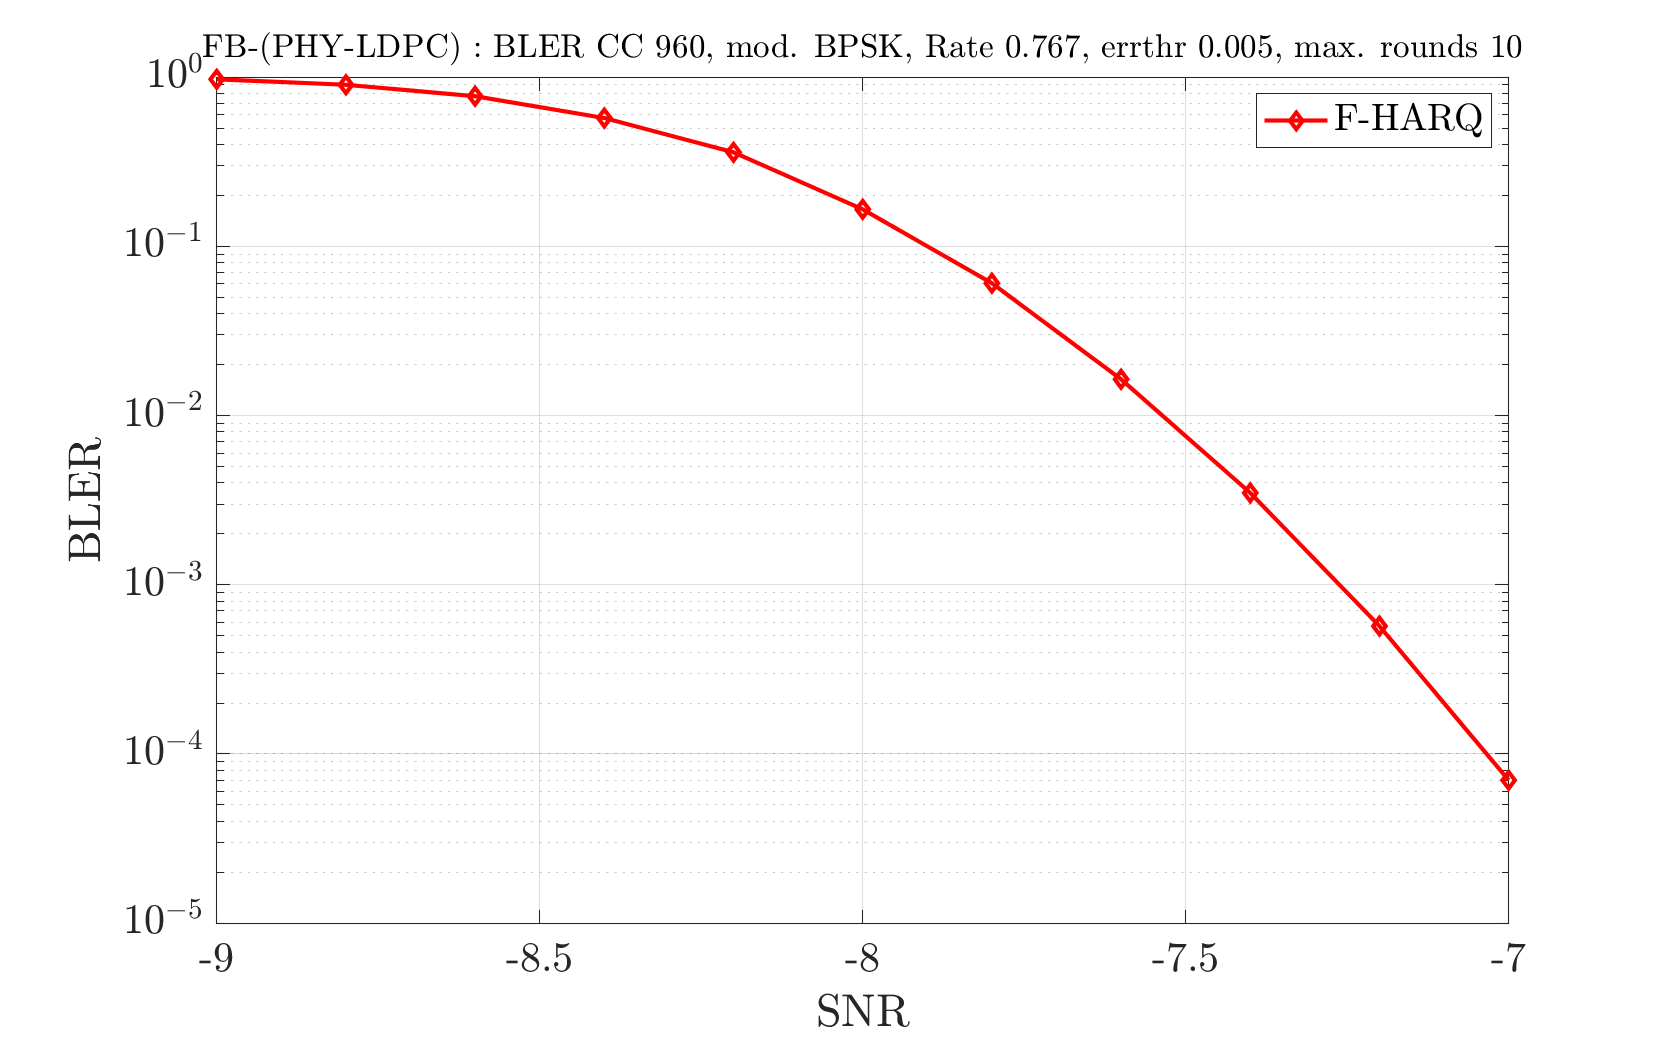 FB-(PHY-LDPC) : BLER CC 960, mod. BPSK, Rate 0.767, errthr 0.005, max. rounds 10
F-HARQ
BLER
10^0
10^-1
10^-2
10^-3
10^-4
10^-5
-9 -8.5 -8 -7.5 -7
SNR